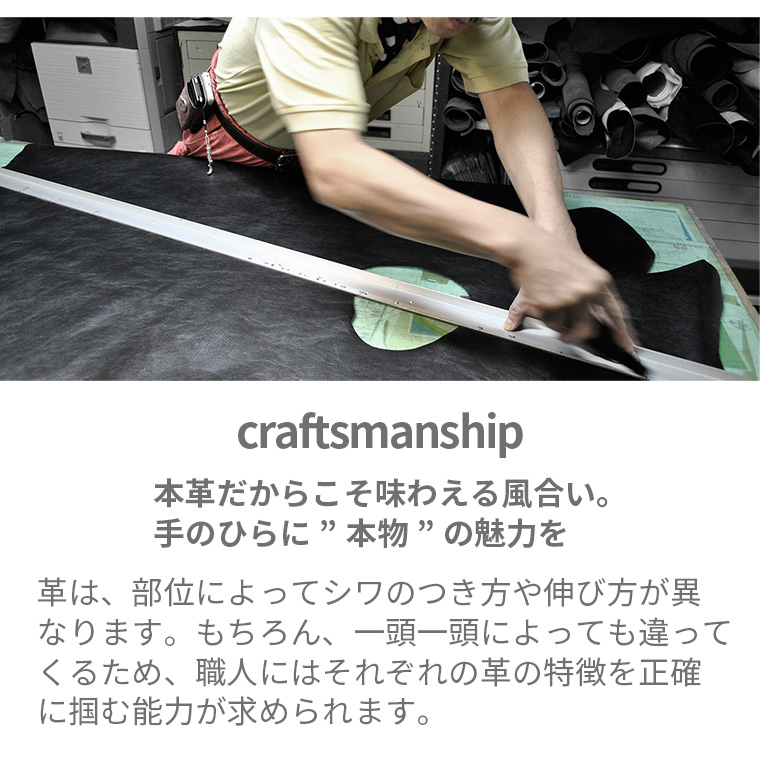 craftsmanship
本革だからこそ味わえる風合い。
手のひらに ” 本物 ” の魅力を
革は、部位によってシワのつき方や伸び方が異
なります。もちろん、一頭一頭によっても違って
くるため、職人にはそれぞれの革の特徴を正確
に掴む能力が求められます。